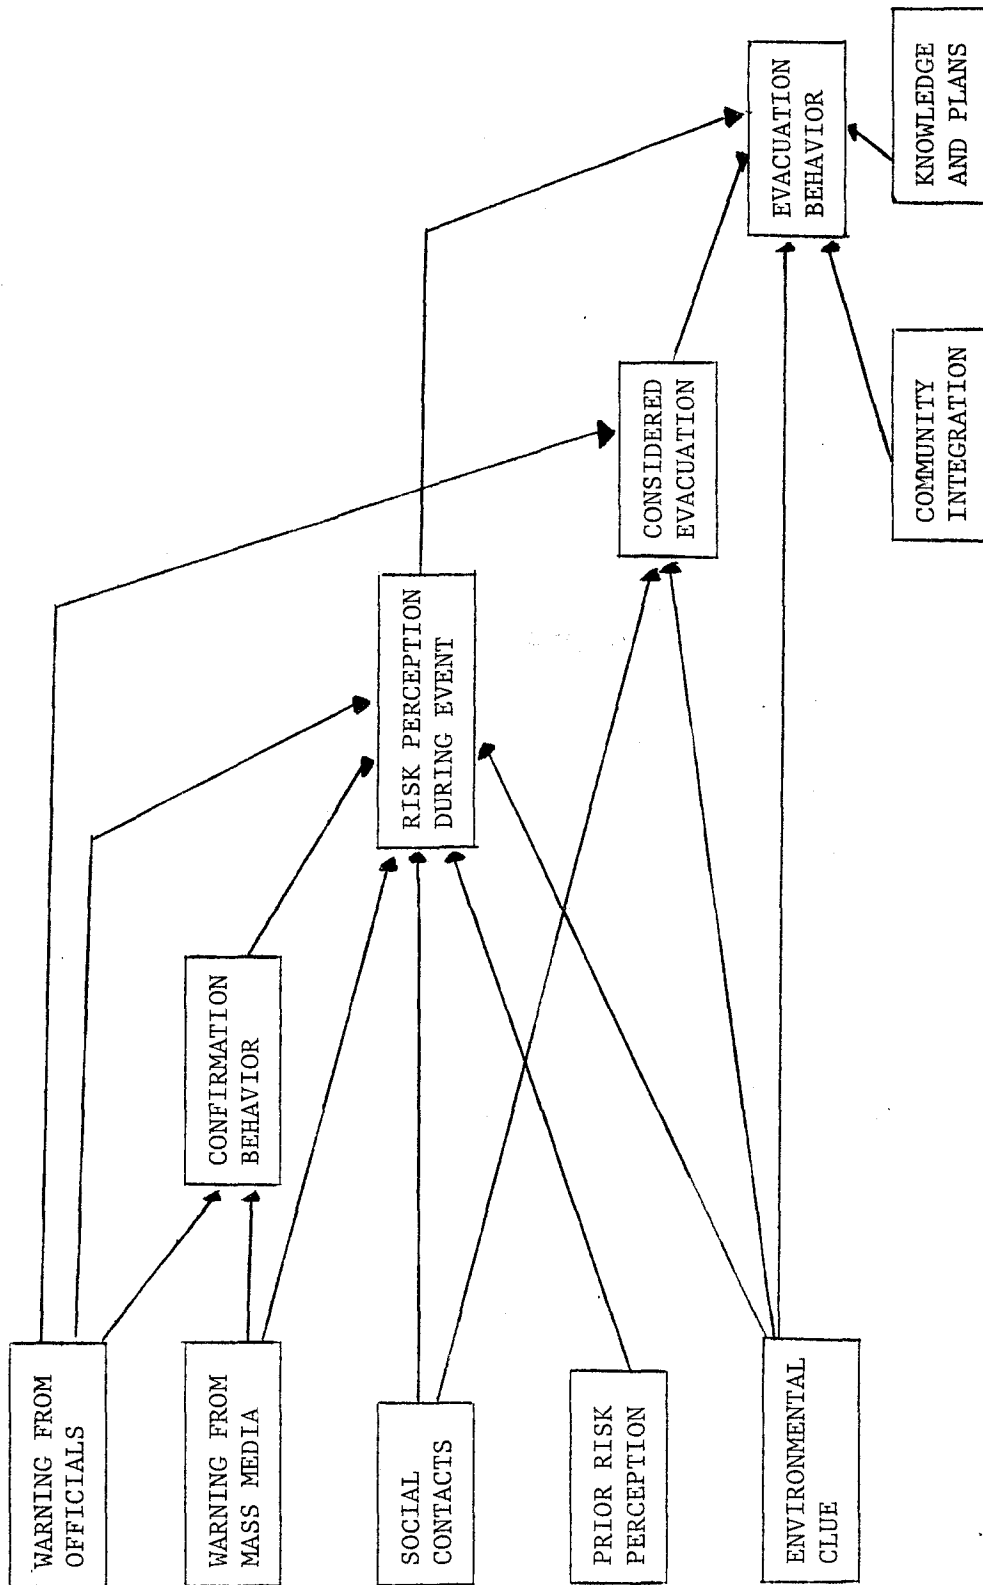 WARNING FROM
OFFICIALS
WARNING FROM
MASS MEDIA
SOCIAL
CONTACTS
PRIOR RISK
PERCEPTION
ENVIRONMENTAL
CLUE
CONFIRMATION
BEHAVIOR
RISK PERCEPTION
DURING EVENT
CONSIDERED
EVACUATION
EVACUATION
BEHAVIOR
COMMUNITY
INTEGRATION
KNOWLEDGE
AND PLANS